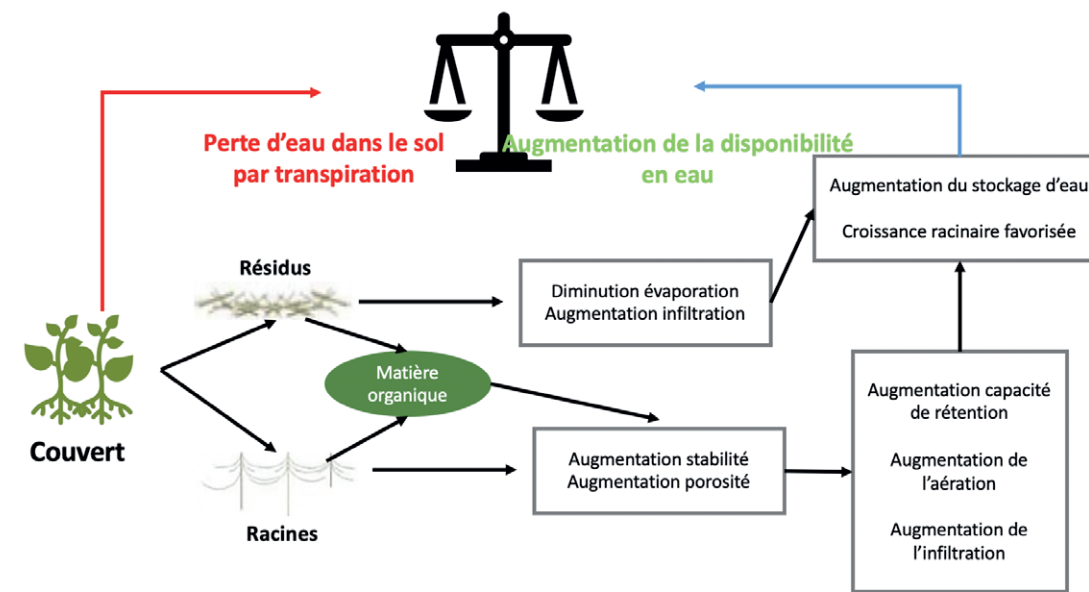 Perte d'eau dans le sol
par transpiration
Augmentation de la disponibilité
en eau
Augmentation du stockage d'eau
Croissance racinaire favorisée
Résidus
Diminution évaporation
Augmentation infiltration
Matière
organique
Couvert
Augmentation stabilité
Augmentation porosité
Augmentation capacité
de rétention
Augmentation de
l'aération
Augmentation de
l'infiltration
Racines